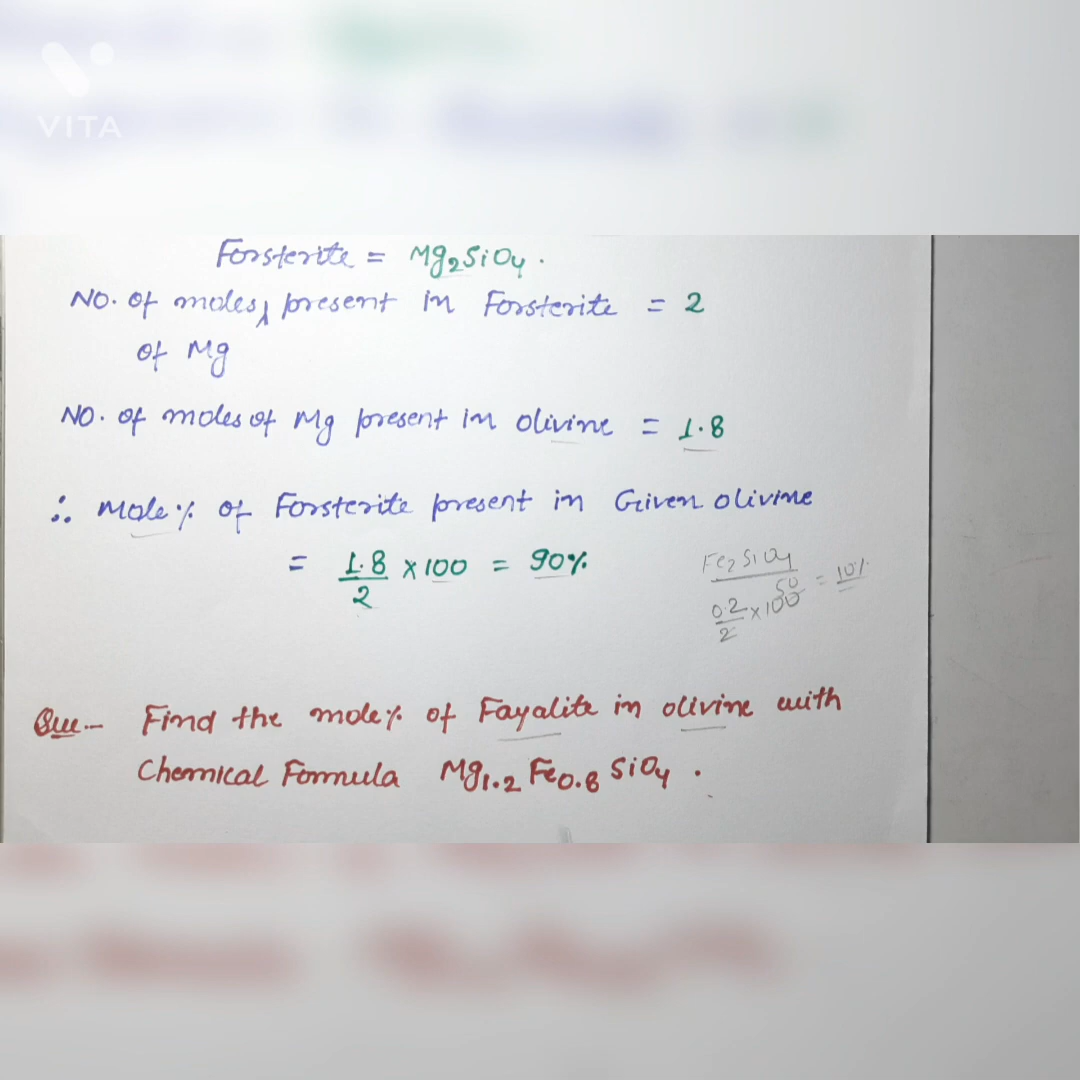 VITA
Forsterite = Mg₂SiO₄.
No. of moles, present in Forsterite = 2
of Mg
No. of moles of Mg present in olivine = 1.8
∴ Mole % of Forsterite present in Given olivine
= 1.8/2 × 100 = 90%
Fe₂SiO₄
0.2/2 × 100 50 = 10%
Que- Find the mole % of Fayalite in olivine with
Chemical Formula Mg₁.₂ Fe₀.₈ SiO₄ .